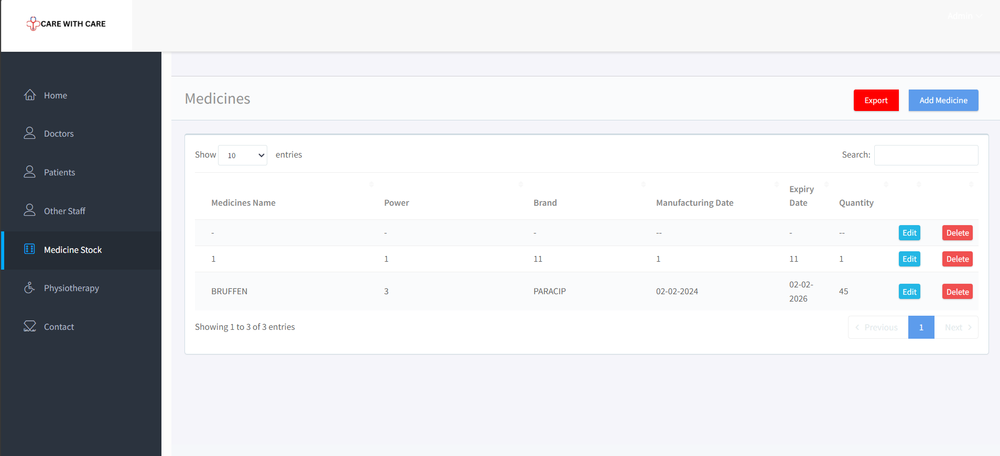 CARE WITH CARE
Admin
Home
Doctors
Patients
Other Staff
Medicine Stock
Physiotherapy
Contact
Medicines
Export
Add Medicine
Show 10 entries
Search:
Medicines Name Power Brand Manufacturing Date Expiry Date Quantity
- - - -- - -- Edit Delete
1 1 11 1 11 1 Edit Delete
BRUFFEN 3 PARACIP 02-02-2024 02-02-2026 45 Edit Delete
Showing 1 to 3 of 3 entries
Previous 1 Next